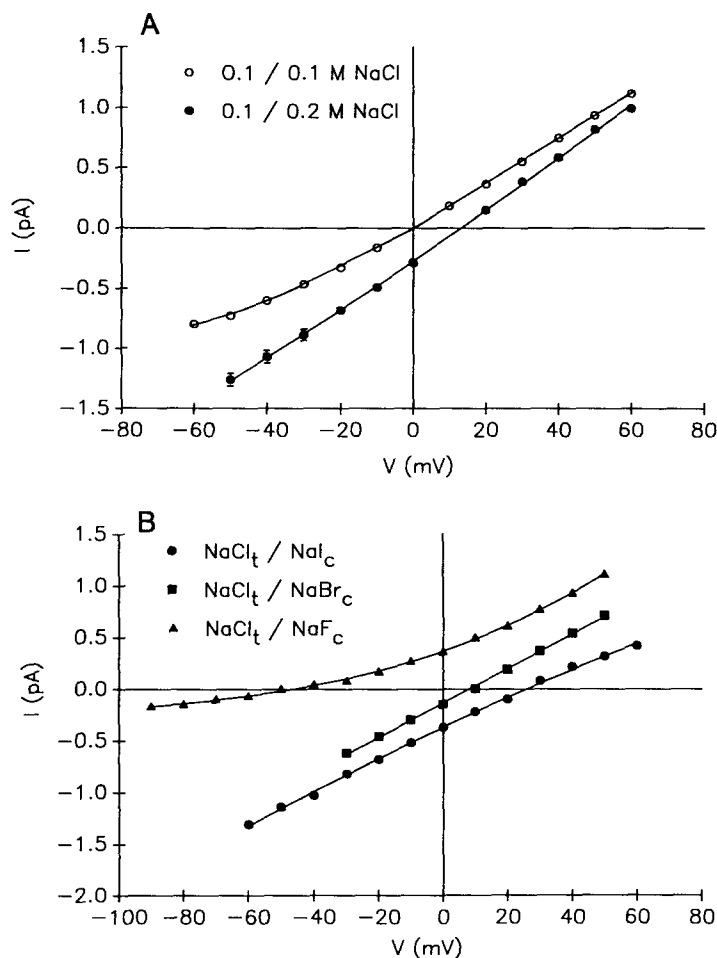 A
○ 0.1 / 0.1 M NaCl
● 0.1 / 0.2 M NaCl
1.5
1.0
0.5
0.0
−0.5
−1.0
−1.5
I (pA)
−80 −60 −40 −20 0 20 40 60 80
V (mV)
B
● NaCl_t / NaI_c
■ NaCl_t / NaBr_c
▲ NaCl_t / NaF_c
1.5
1.0
0.5
0.0
−0.5
−1.0
−1.5
−2.0
I (pA)
−100 −80 −60 −40 −20 0 20 40 60 80
V (mV)